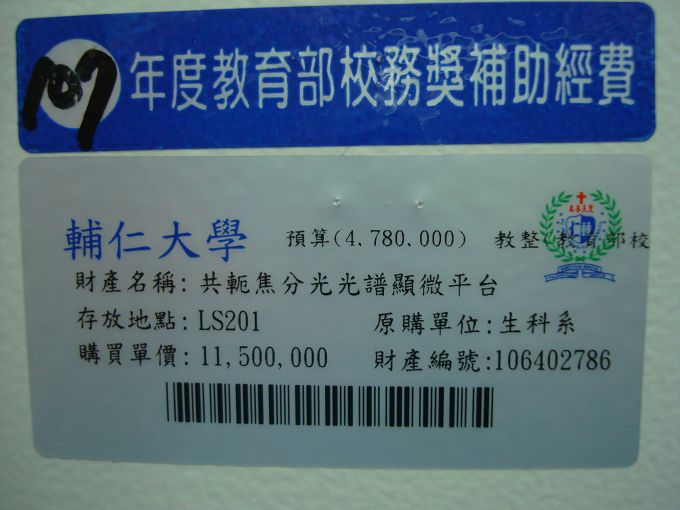 107年度教育部校務獎補助經費
輔仁大學 預算(4,780,000) 教整(教育部校
財產名稱: 共軛焦分光光譜顯微平台
存放地點: LS201 原購單位:生科系
購買單價: 11,500,000 財產編號:106402786